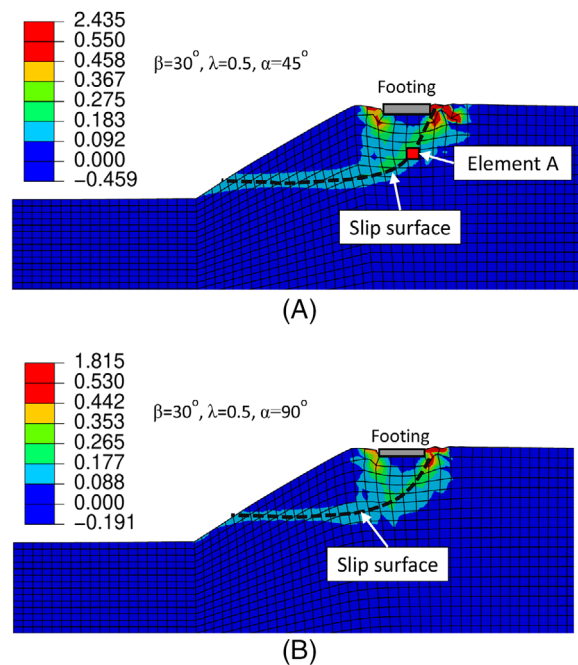 2.435
0.550
0.458
0.367
0.275
0.183
0.092
0.000
−0.459
β=30°, λ=0.5, α=45°
Footing
Element A
Slip surface
(A)
1.815
0.530
0.442
0.353
0.265
0.177
0.088
0.000
−0.191
β=30°, λ=0.5, α=90°
Footing
Slip surface
(B)